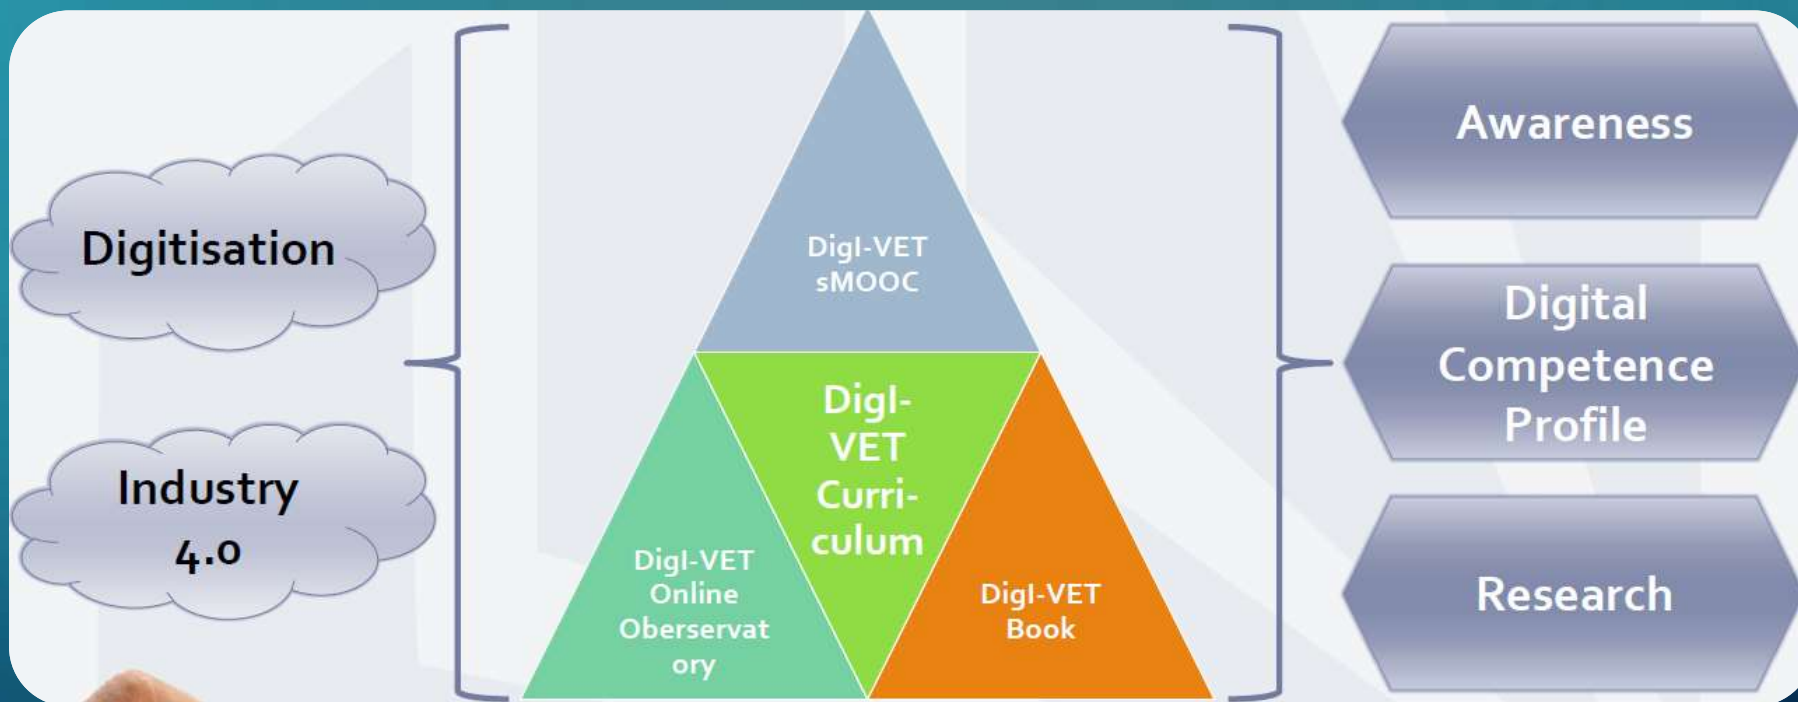 Digitisation
Industry
4.0
DigI-VET
sMOOC
DigI-
VET
Curri-
culum
DigI-VET
Online
Oberservat
ory
DigI-VET
Book
Awareness
Digital
Competence
Profile
Research